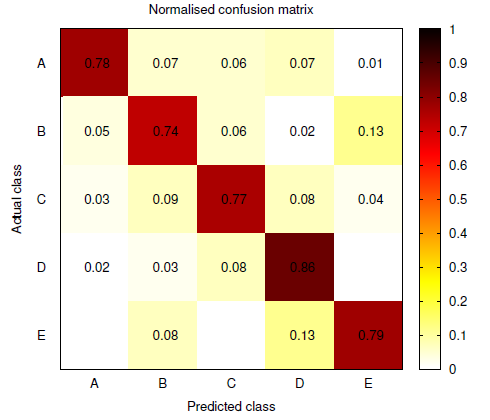 Normalised confusion matrix
A 0.78 0.07 0.06 0.07 0.01
B 0.05 0.74 0.06 0.02 0.13
C 0.03 0.09 0.77 0.08 0.04
D 0.02 0.03 0.08 0.86
E 0.08 0.13 0.79
A B C D E
Predicted class
Actual class
1
0.9
0.8
0.7
0.6
0.5
0.4
0.3
0.2
0.1
0